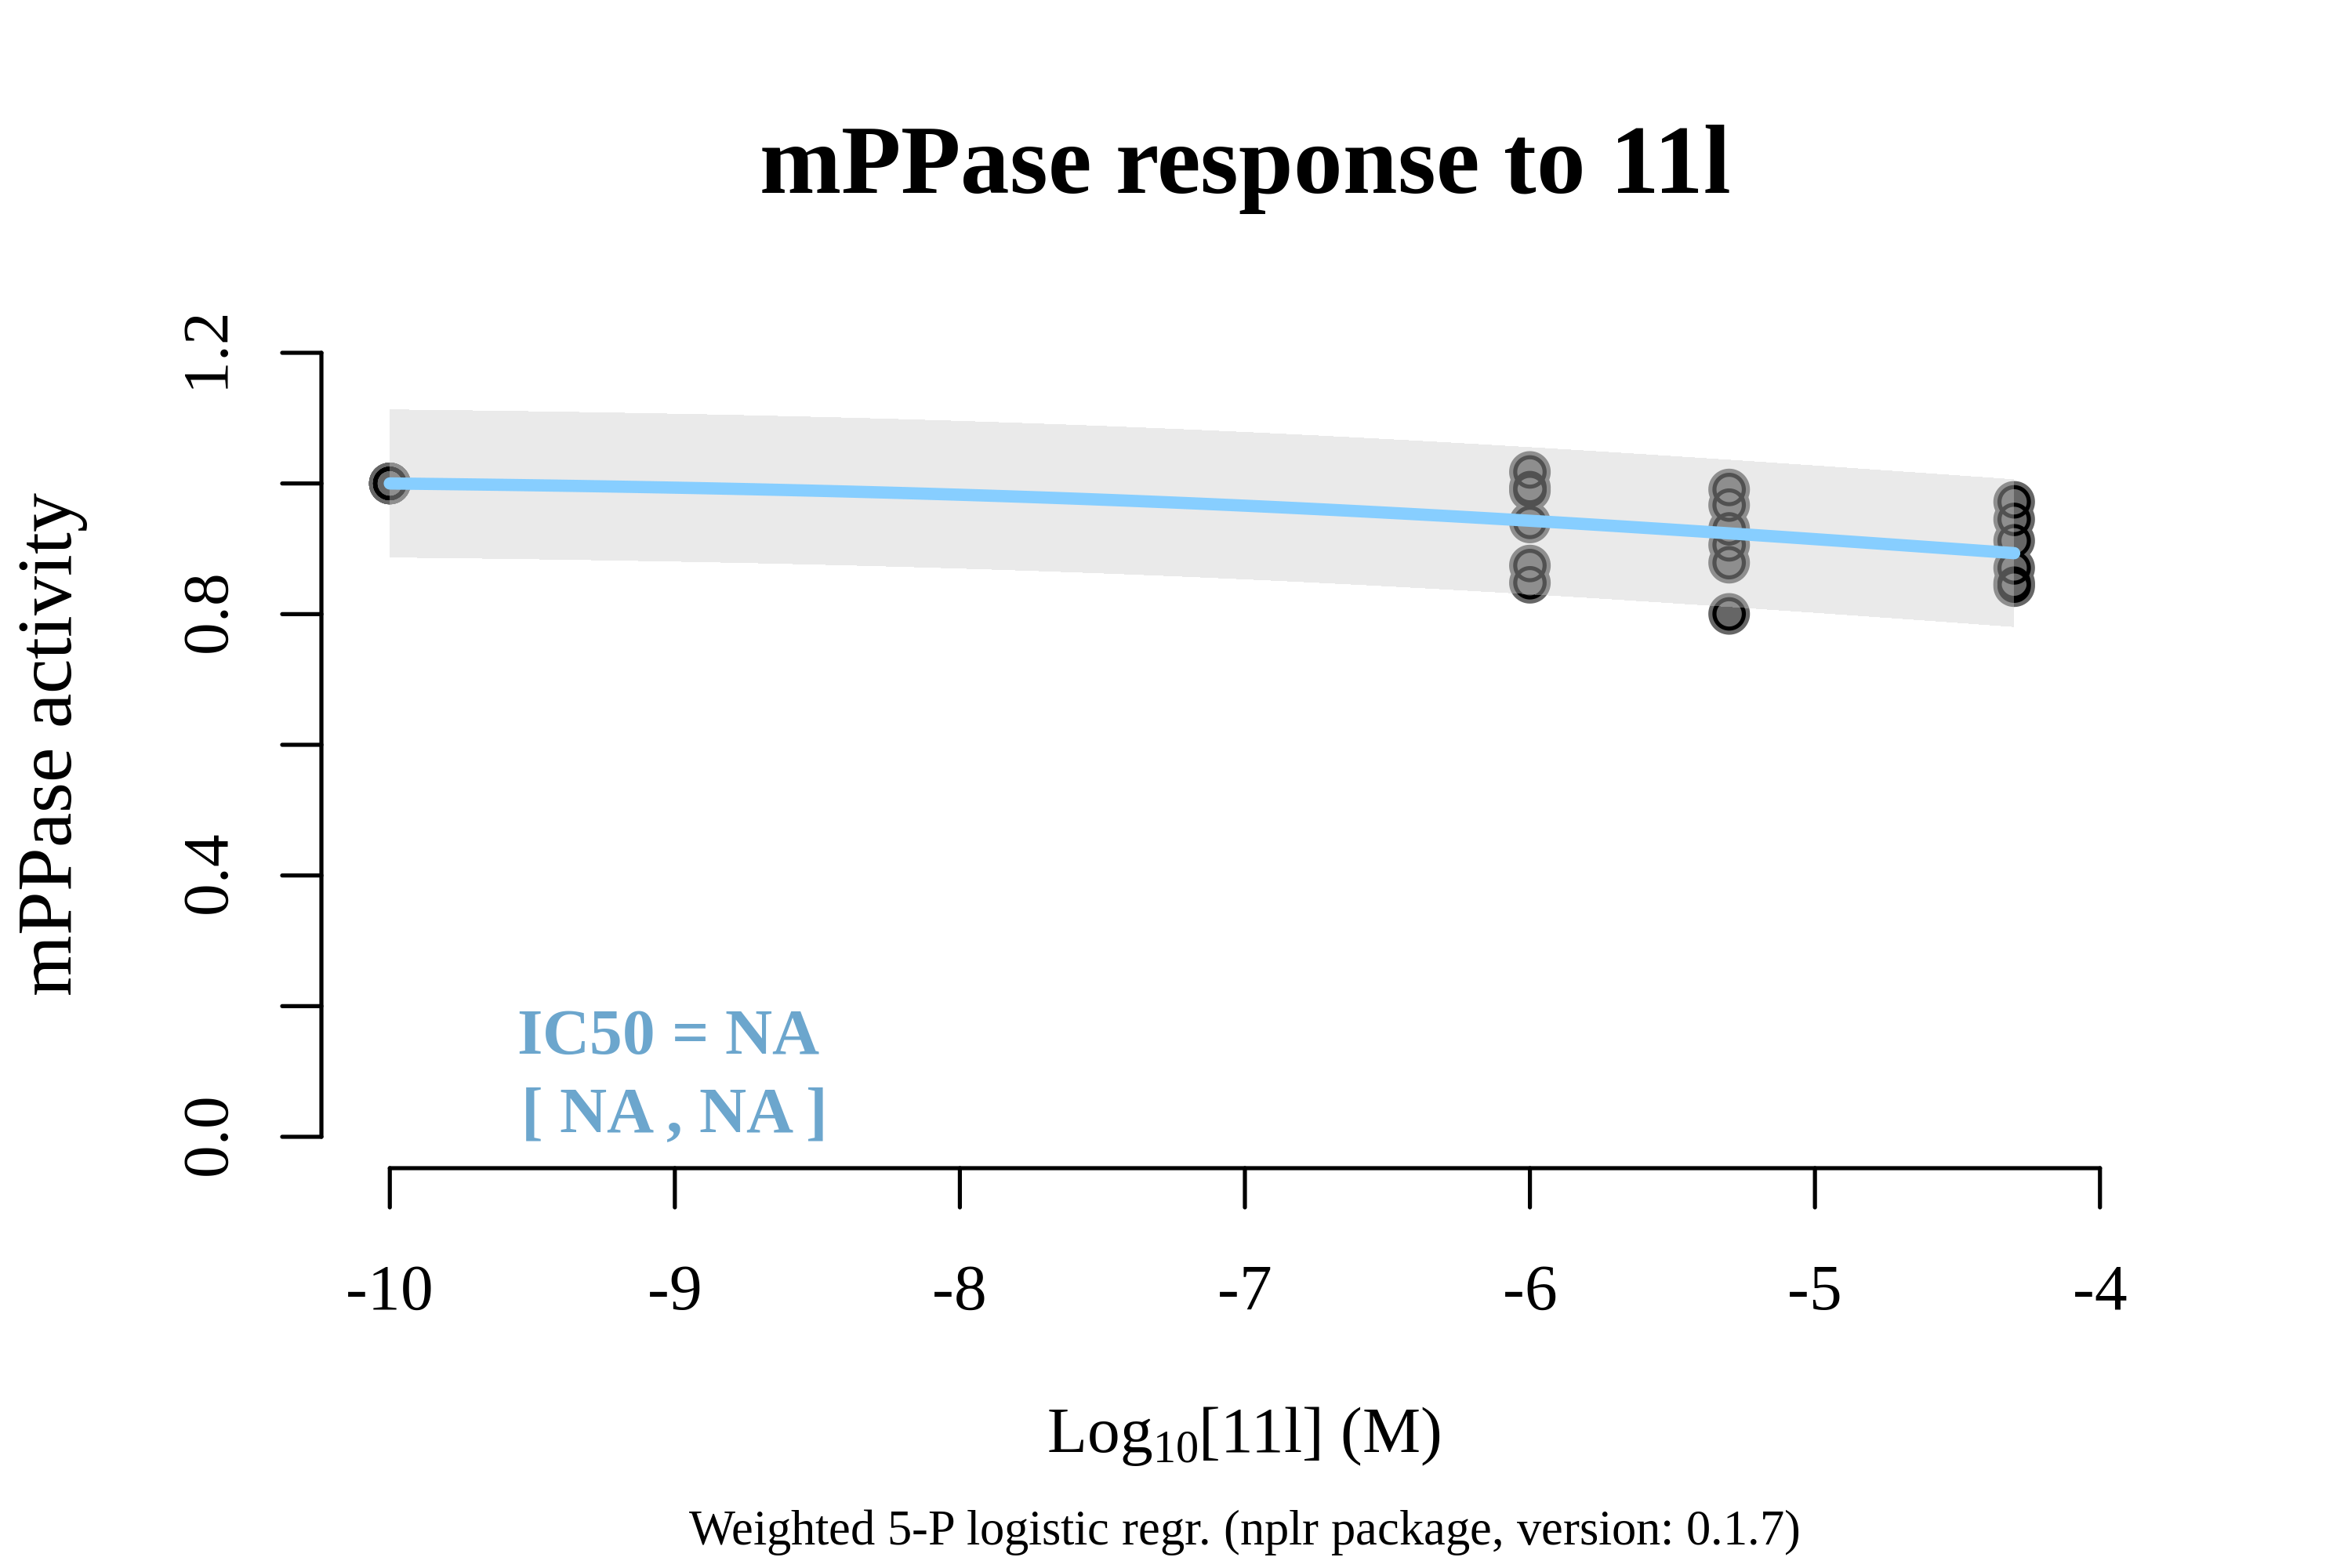 mPPase response to 11l
mPPase activity
1.2
0.8
0.4
0.0
IC50 = NA
[ NA , NA ]
-10 -9 -8 -7 -6 -5 -4
Log10[11l] (M)
Weighted 5-P logistic regr. (nplr package, version: 0.1.7)